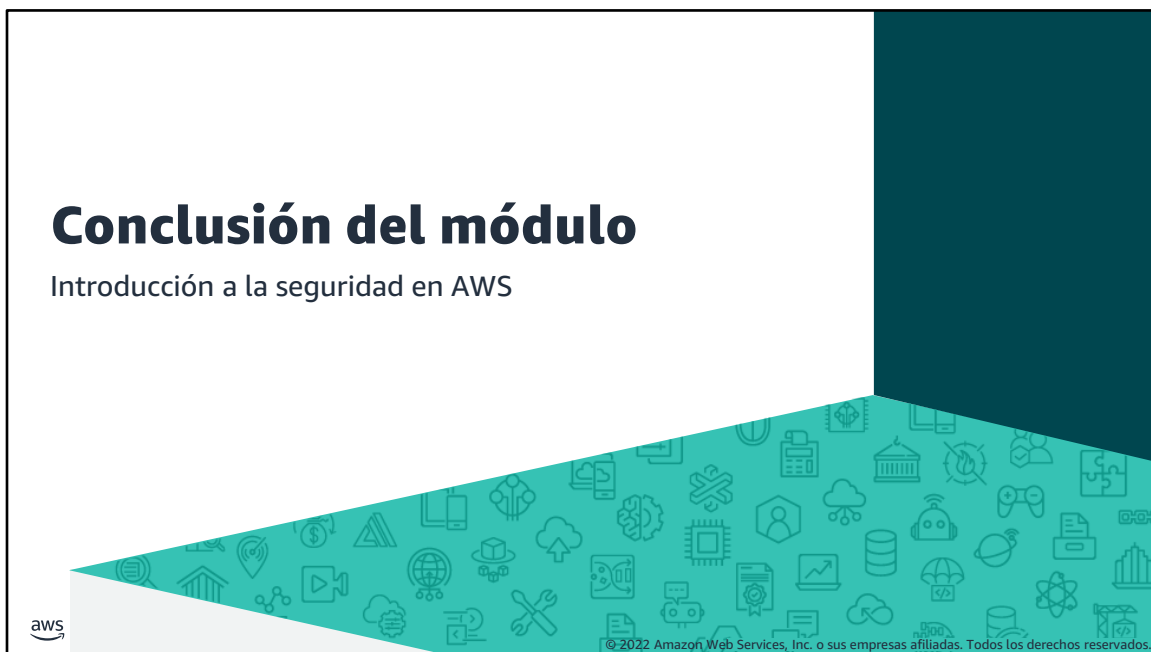 Conclusión del módulo
Introducción a la seguridad en AWS
aws
© 2022 Amazon Web Services, Inc. o sus empresas afiliadas. Todos los derechos reservados.